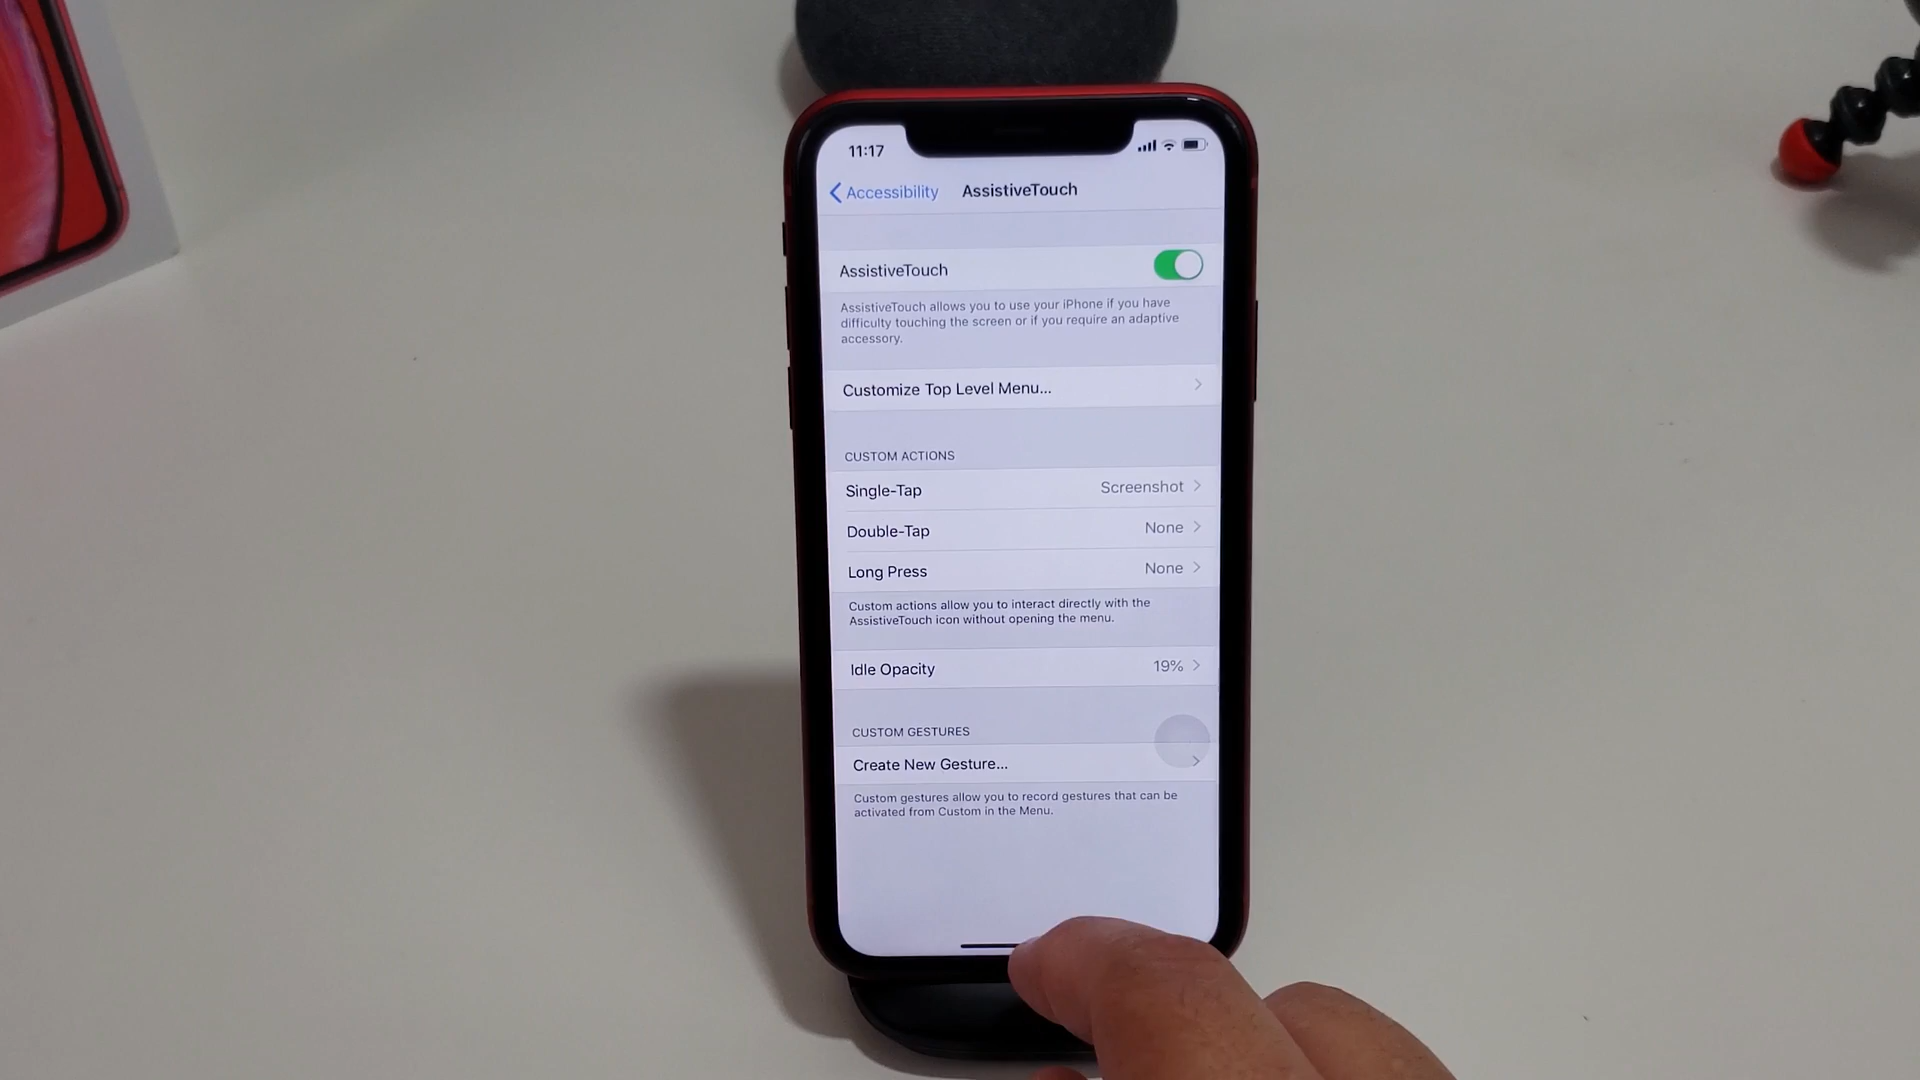 11:17
Accessibility AssistiveTouch
AssistiveTouch
AssistiveTouch allows you to use your iPhone if you have
difficulty touching the screen or if you require an adaptive
accessory.
Customize Top Level Menu...
CUSTOM ACTIONS
Single-Tap Screenshot
Double-Tap None
Long Press None
Custom actions allow you to interact directly with the
AssistiveTouch icon without opening the menu.
Idle Opacity 19%
CUSTOM GESTURES
Create New Gesture...
Custom gestures allow you to record gestures that can be
activated from Custom in the Menu.